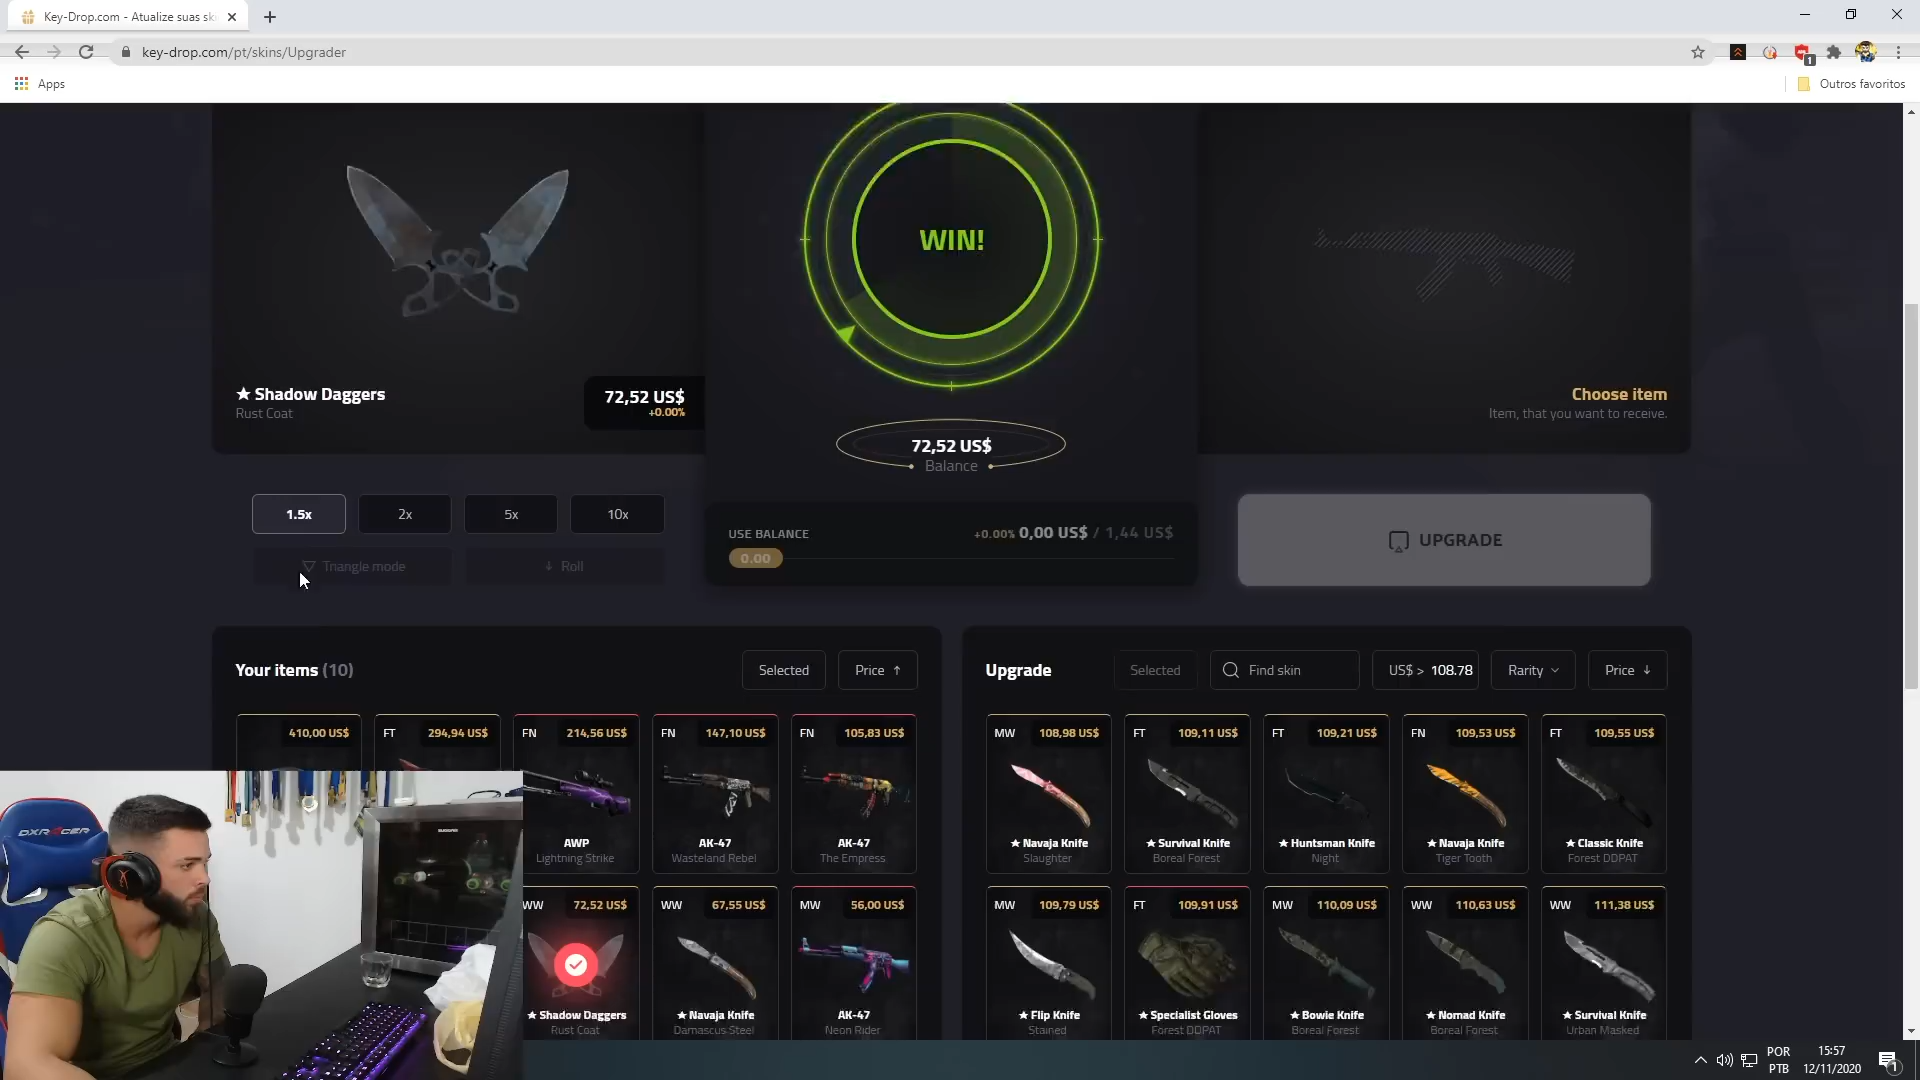 Key-Drop.com - Atualize suas sk
key-drop.com/pt/skins/Upgrader
1
Apps
Outros favoritos
WIN!
★ Shadow Daggers
Rust Coat
72,52 US$
+0.00%
72,52 US$
Balance
Choose item
Item, that you want to receive.
1.5x
2x
5x
10x
Triangle mode
Roll
USE BALANCE
+0.00% 0,00 US$ / 1,44 US$
0.00
UPGRADE
Your items (10)
Selected
Price ↑
Upgrade
Selected
Find skin
US$ > 108.78
Rarity
Price ↓
410,00 US$
FT 294,94 US$
FN 214,56 US$
FN 147,10 US$
FN 105,83 US$
AWP
Lightning Strike
AK-47
Wasteland Rebel
AK-47
The Empress
MW 108,98 US$
FT 109,11 US$
FT 109,21 US$
FN 109,53 US$
FT 109,55 US$
★ Navaja Knife
Slaughter
★ Survival Knife
Boreal Forest
★ Huntsman Knife
Night
★ Navaja Knife
Tiger Tooth
★ Classic Knife
Forest DDPAT
WW 72,52 US$
WW 67,55 US$
MW 56,00 US$
★ Shadow Daggers
Rust Coat
★ Navaja Knife
Damascus Steel
AK-47
Neon Rider
MW 109,79 US$
FT 109,91 US$
MW 110,09 US$
WW 110,63 US$
WW 111,38 US$
★ Flip Knife
Stained
★ Specialist Gloves
Forest DDPAT
★ Bowie Knife
Boreal Forest
★ Nomad Knife
Boreal Forest
★ Survival Knife
Urban Masked
DXRACER
POR
PTB
15:57
12/11/2020
1